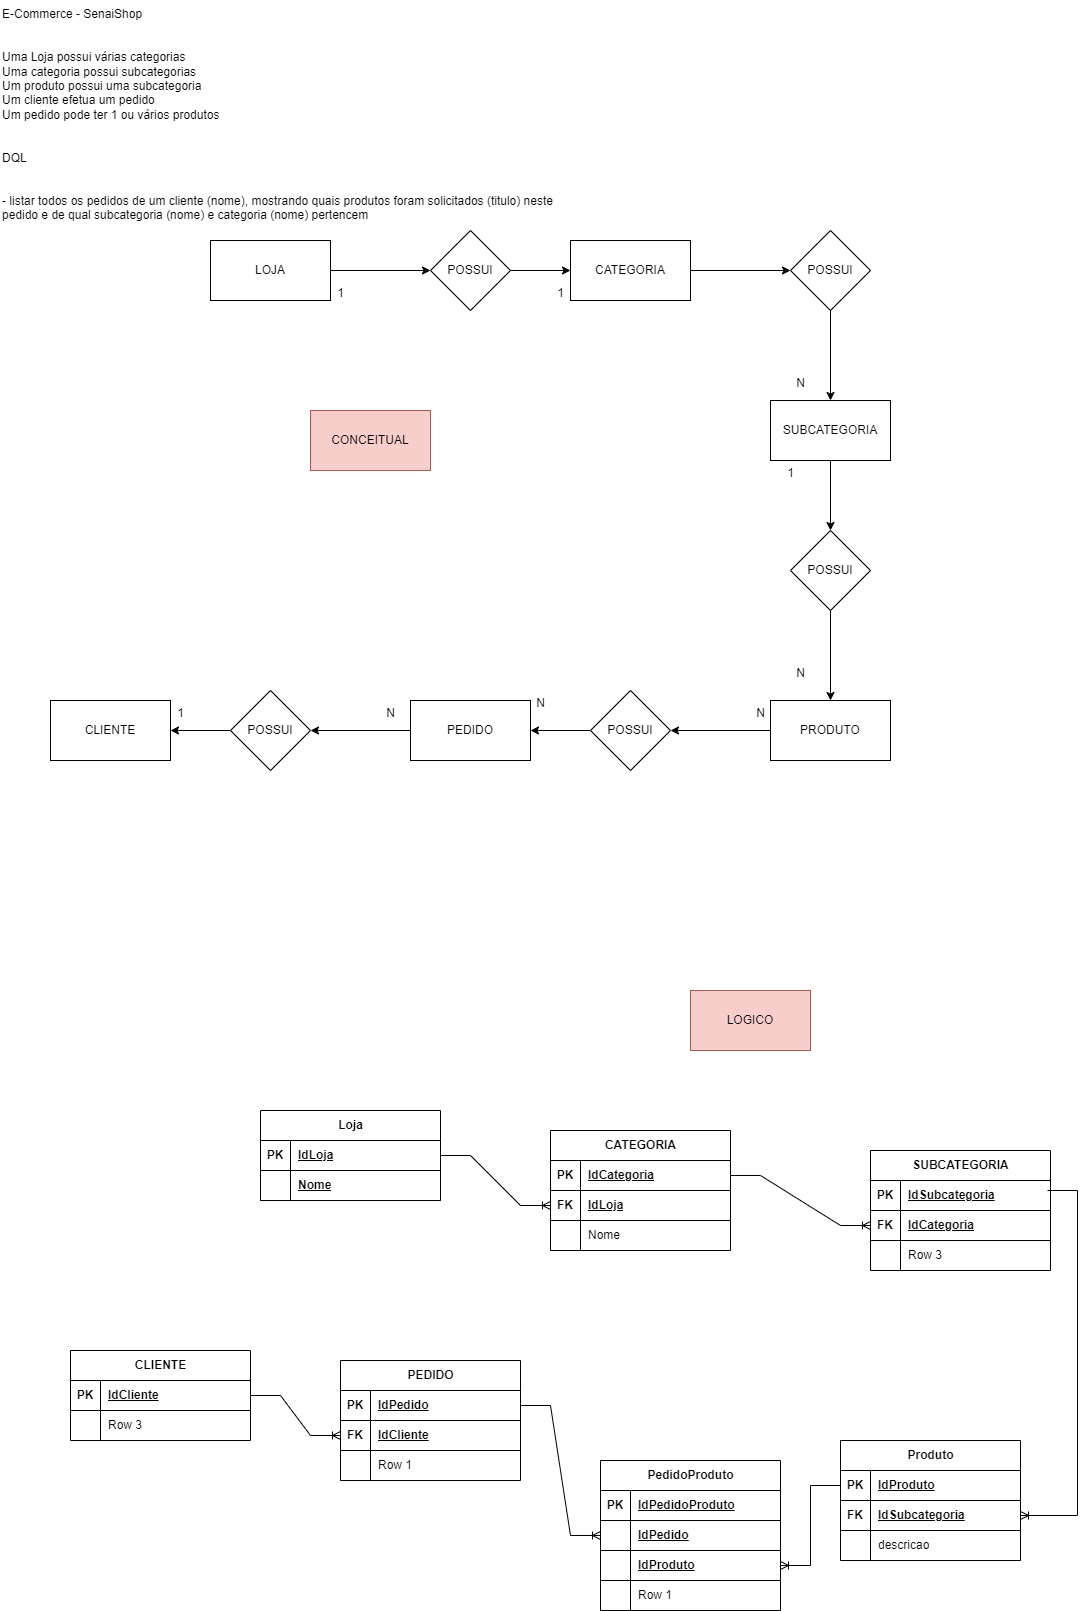 E-Commerce - SenaiShop
Uma Loja possui várias categorias
Uma categoria possui subcategorias
Um produto possui uma subcategoria
Um cliente efetua um pedido
Um pedido pode ter 1 ou vários produtos
DQL
- listar todos os pedidos de um cliente (nome), mostrando quais produtos foram solicitados (titulo) neste
pedido e de qual subcategoria (nome) e categoria (nome) pertencem
LOJA
POSSUI
CATEGORIA
POSSUI
1
1
N
CONCEITUAL
SUBCATEGORIA
1
POSSUI
N
CLIENTE
1
POSSUI
N
PEDIDO
N
POSSUI
N
PRODUTO
LOGICO
Loja
PK IdLoja
Nome
CATEGORIA
PK IdCategoria
FK IdLoja
Nome
SUBCATEGORIA
PK IdSubcategoria
FK IdCategoria
Row 3
CLIENTE
PK IdCliente
Row 3
PEDIDO
PK IdPedido
FK IdCliente
Row 1
PedidoProduto
PK IdPedidoProduto
IdPedido
IdProduto
Row 1
Produto
PK IdProduto
FK IdSubcategoria
descricao